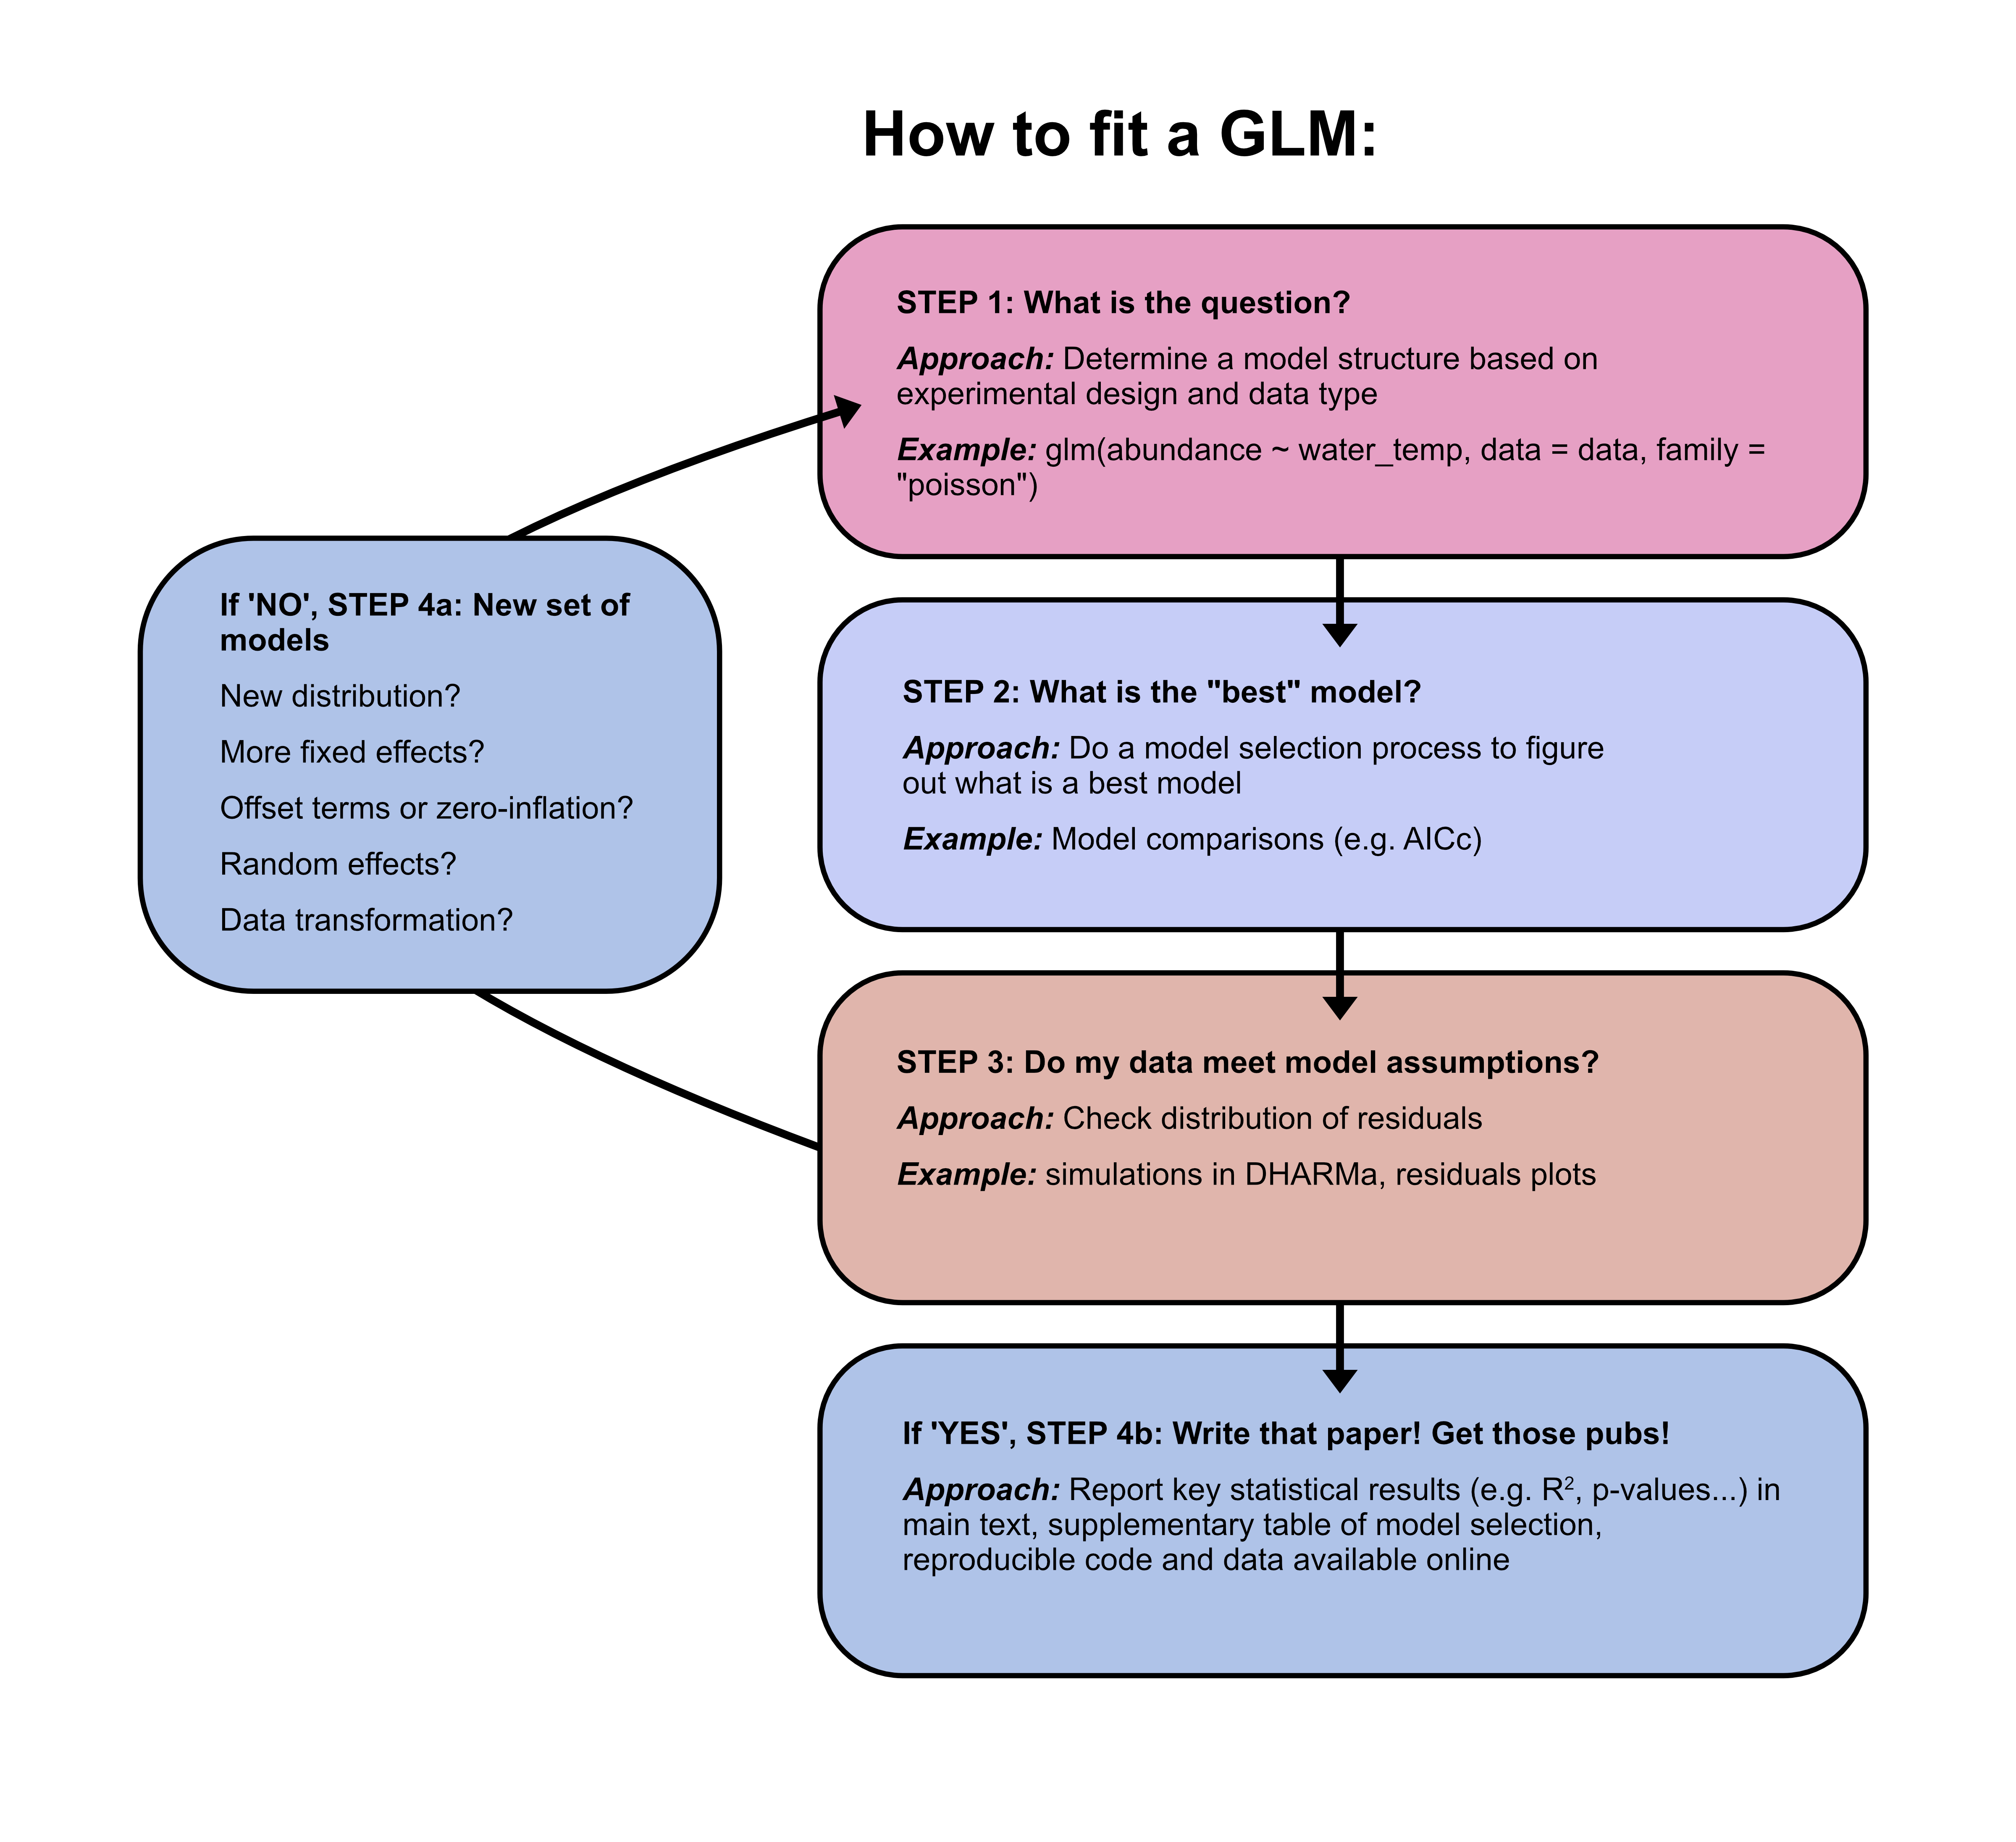 How to fit a GLM:
STEP 1: What is the question?
Approach: Determine a model structure based on
experimental design and data type
Example: glm(abundance ~ water_temp, data = data, family =
"poisson")
If 'NO', STEP 4a: New set of
models
New distribution?
More fixed effects?
Offset terms or zero-inflation?
Random effects?
Data transformation?
STEP 2: What is the "best" model?
Approach: Do a model selection process to figure
out what is a best model
Example: Model comparisons (e.g. AICc)
STEP 3: Do my data meet model assumptions?
Approach: Check distribution of residuals
Example: simulations in DHARMa, residuals plots
If 'YES', STEP 4b: Write that paper! Get those pubs!
Approach: Report key statistical results (e.g. R², p-values...) in
main text, supplementary table of model selection,
reproducible code and data available online